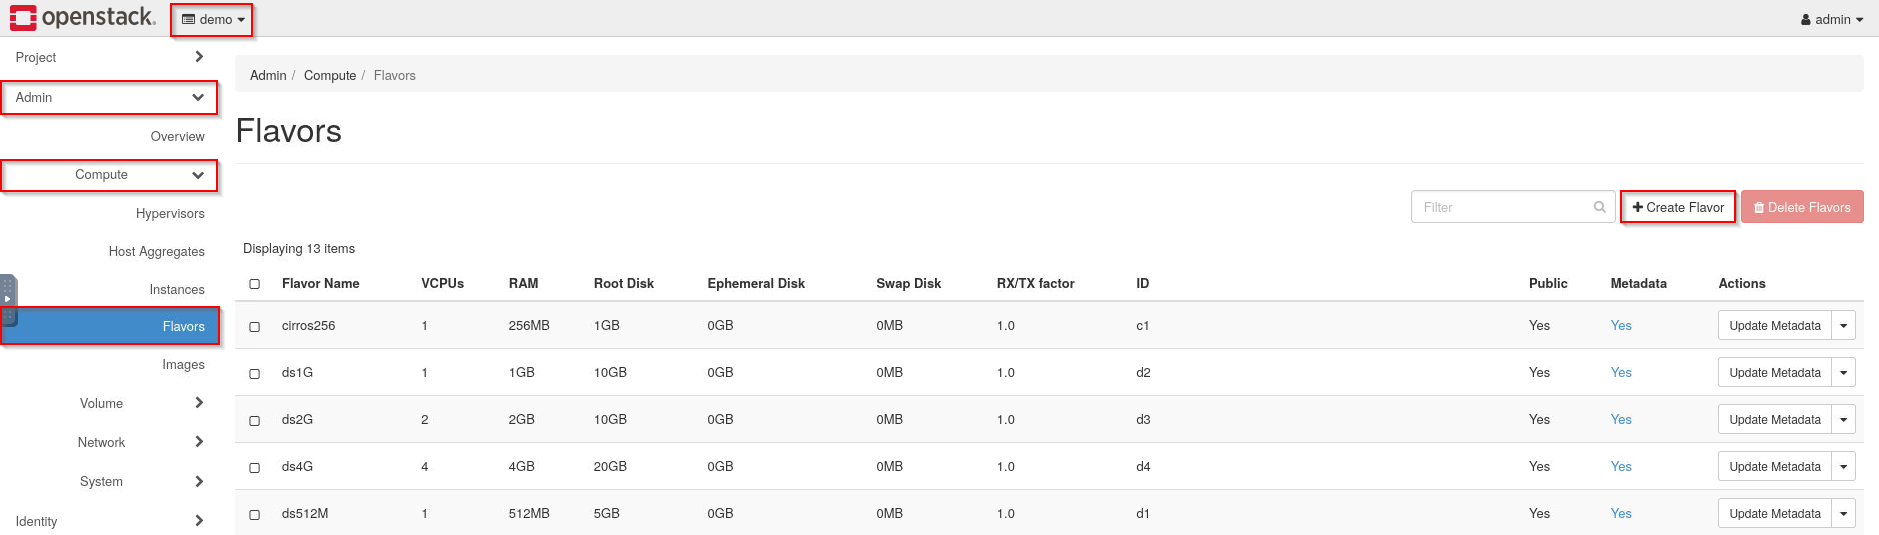 openstack. demo admin
Project
Admin / Compute / Flavors
Admin
Flavors
Overview
Compute
Filter Create Flavor Delete Flavors
Hypervisors
Host Aggregates
Displaying 13 items
Instances
Flavor Name VCPUs RAM Root Disk Ephemeral Disk Swap Disk RX/TX factor ID Public Metadata Actions
Flavors
cirros256 1 256MB 1GB 0GB 0MB 1.0 c1 Yes Yes Update Metadata
Images
ds1G 1 1GB 10GB 0GB 0MB 1.0 d2 Yes Yes Update Metadata
Volume
ds2G 2 2GB 10GB 0GB 0MB 1.0 d3 Yes Yes Update Metadata
Network
ds4G 4 4GB 20GB 0GB 0MB 1.0 d4 Yes Yes Update Metadata
System
ds512M 1 512MB 5GB 0GB 0MB 1.0 d1 Yes Yes Update Metadata
Identity